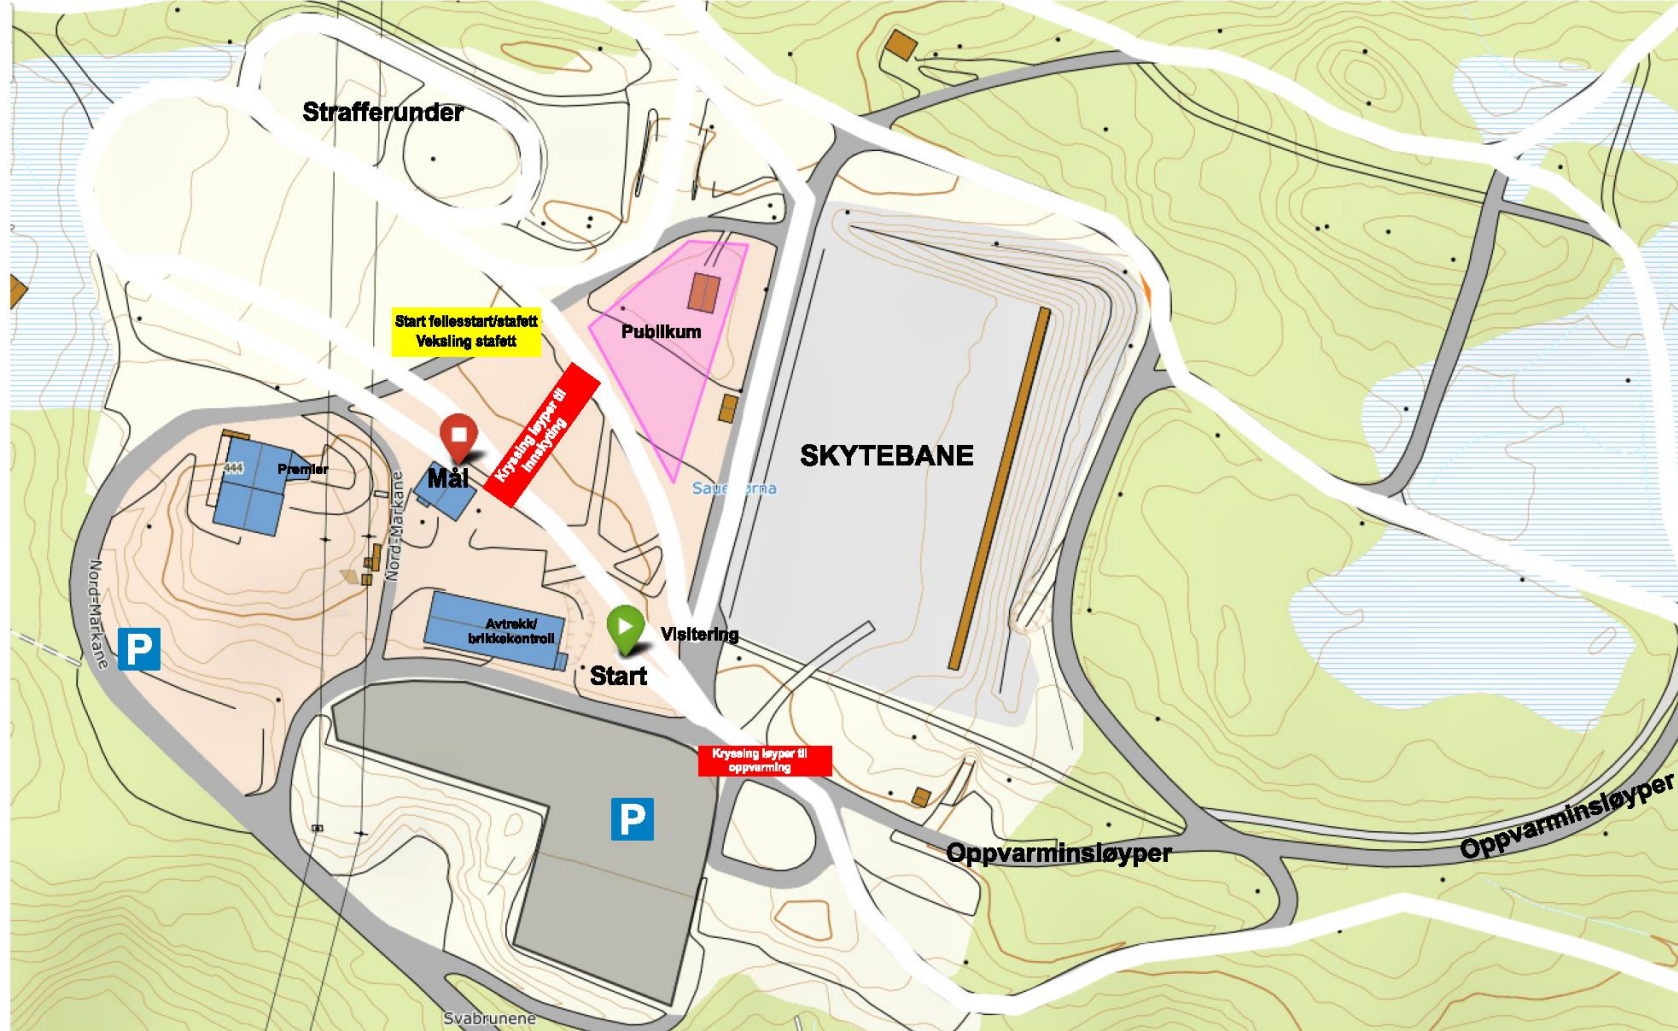 Strafferunder
Start fellesstart/stafett
Veksling stafett
Publikum
Kryssing løyper til
innskyting
SKYTEBANE
444
Premier
Mål
Nord-Markane
Nord-Markane
Avtrekk/
brikkekontroll
Visitering
Start
P
Kryssing løyper til
oppvarming
P
Oppvarminsløyper
Oppvarminsløyper
Svabrunene